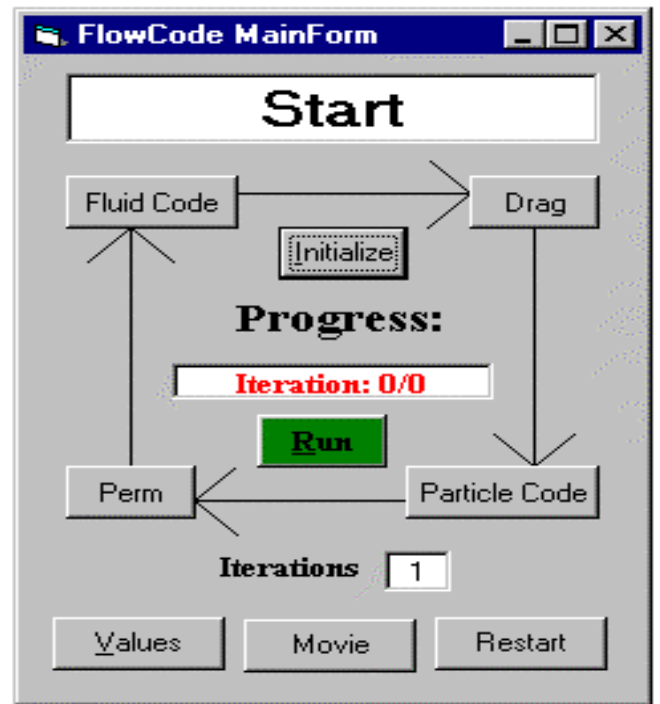 FlowCode MainForm
Start
Fluid Code
Drag
Initialize
Progress:
Iteration: 0/0
Run
Perm
Particle Code
Iterations 1
Values Movie Restart